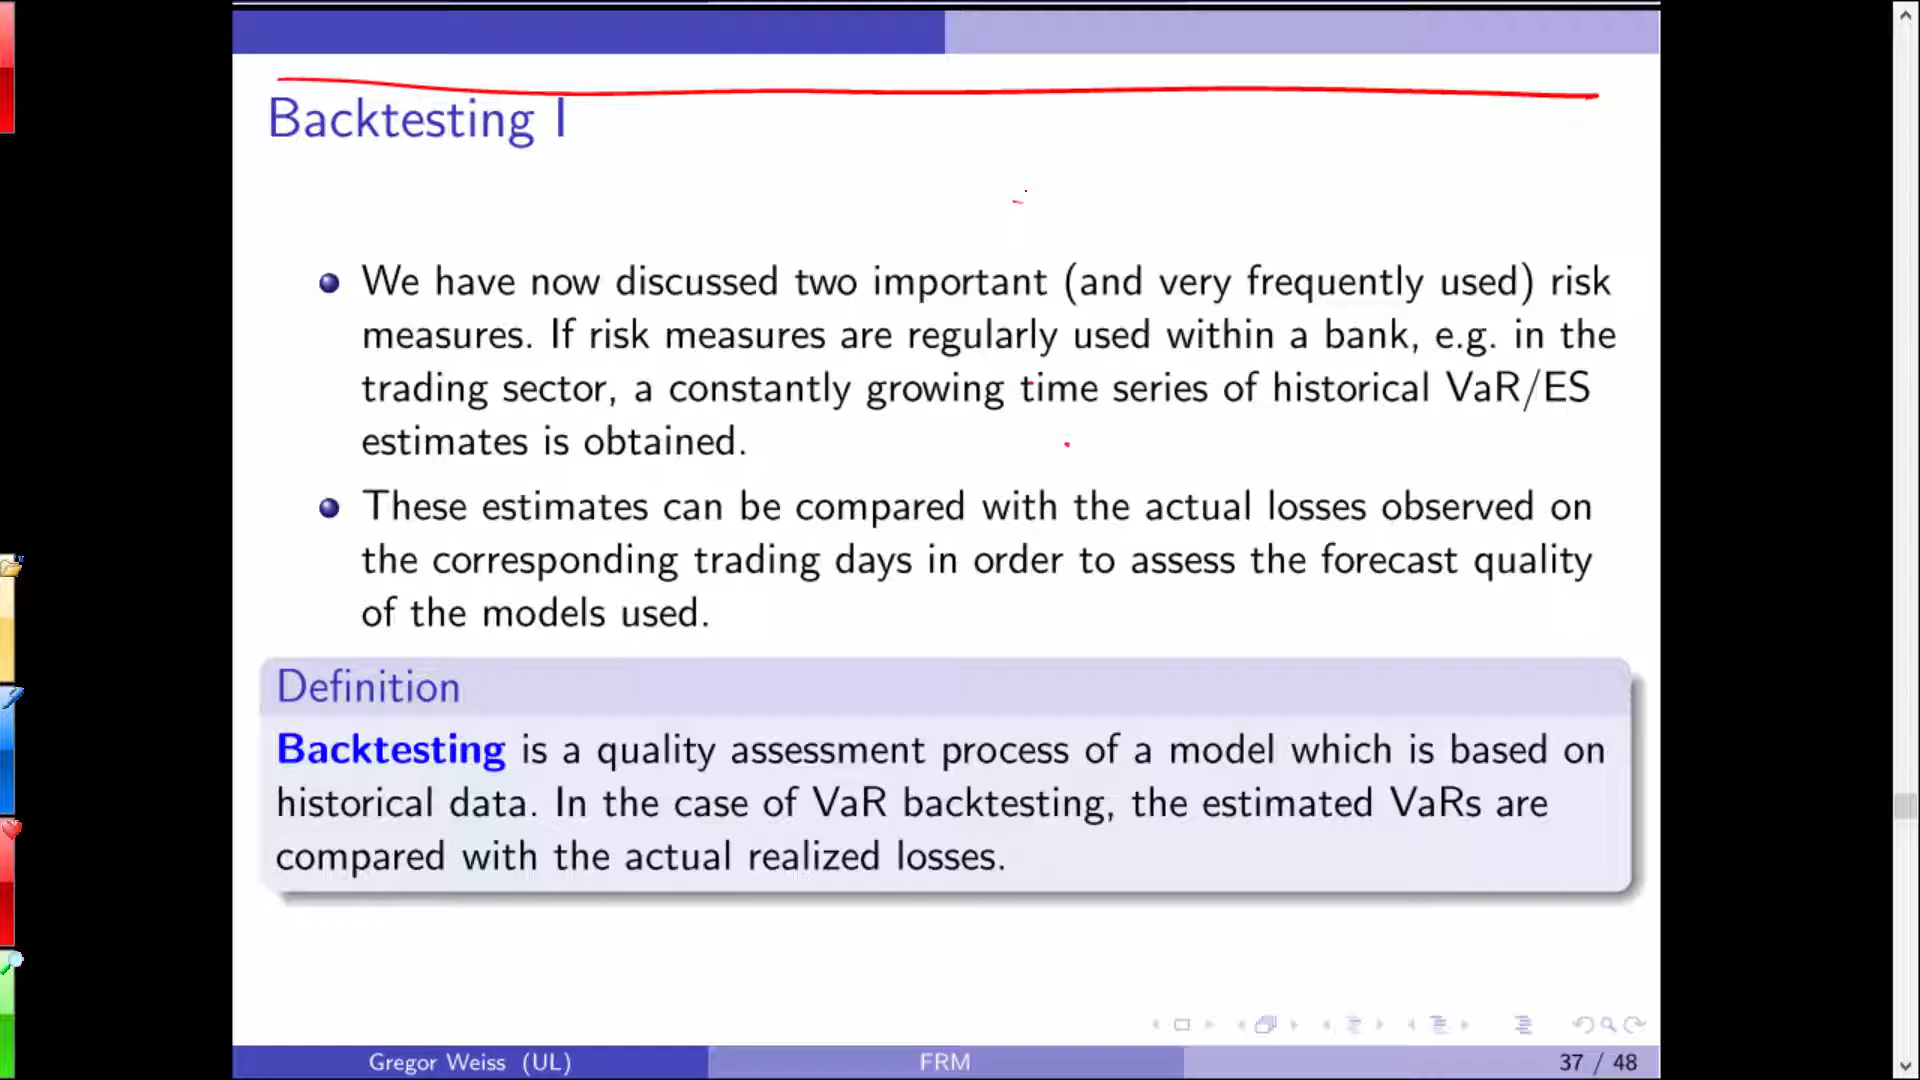 Backtesting I
We have now discussed two important (and very frequently used) risk
measures. If risk measures are regularly used within a bank, e.g. in the
trading sector, a constantly growing time series of historical VaR/ES
estimates is obtained.
These estimates can be compared with the actual losses observed on
the corresponding trading days in order to assess the forecast quality
of the models used.
Definition
Backtesting is a quality assessment process of a model which is based on
historical data. In the case of VaR backtesting, the estimated VaRs are
compared with the actual realized losses.
Gregor Weiss (UL) FRM 37 / 48